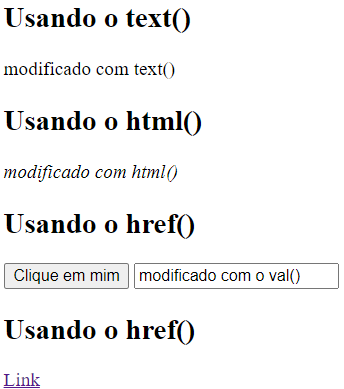 Usando o text()
modificado com text()
Usando o html()
modificado com html()
Usando o href()
Clique em mim modificado com o val()
Usando o href()
Link